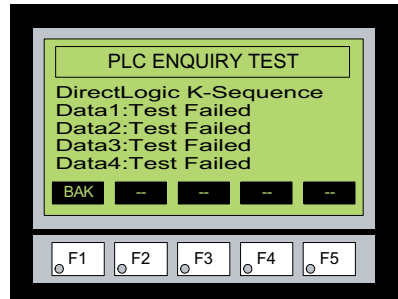 PLC ENQUIRY TEST
DirectLogic K-Sequence
Data1:Test Failed
Data2:Test Failed
Data3:Test Failed
Data4:Test Failed
BAK -- -- -- --
F1 F2 F3 F4 F5